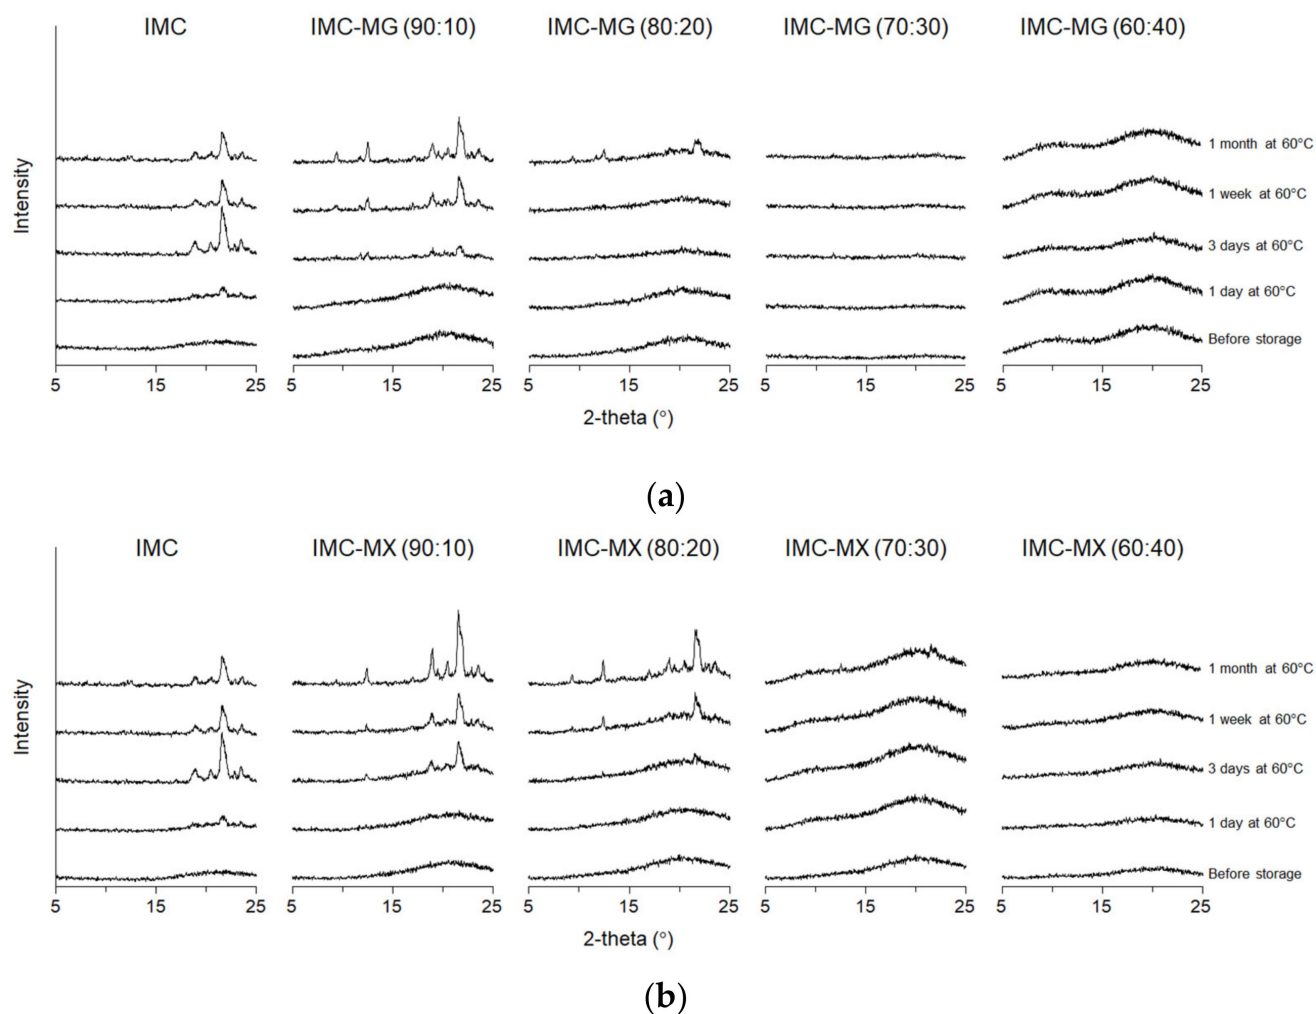 IMC IMC-MG (90:10) IMC-MG (80:20) IMC-MG (70:30) IMC-MG (60:40)
Intensity
1 month at 60°C
1 week at 60°C
3 days at 60°C
1 day at 60°C
Before storage
5 15 25 5 15 25 5 15 25 5 15 25 5 15 25
2-theta (°)
(a)
IMC IMC-MX (90:10) IMC-MX (80:20) IMC-MX (70:30) IMC-MX (60:40)
Intensity
1 month at 60°C
1 week at 60°C
3 days at 60°C
1 day at 60°C
Before storage
5 15 25 5 15 25 5 15 25 5 15 25 5 15 25
2-theta (°)
(b)